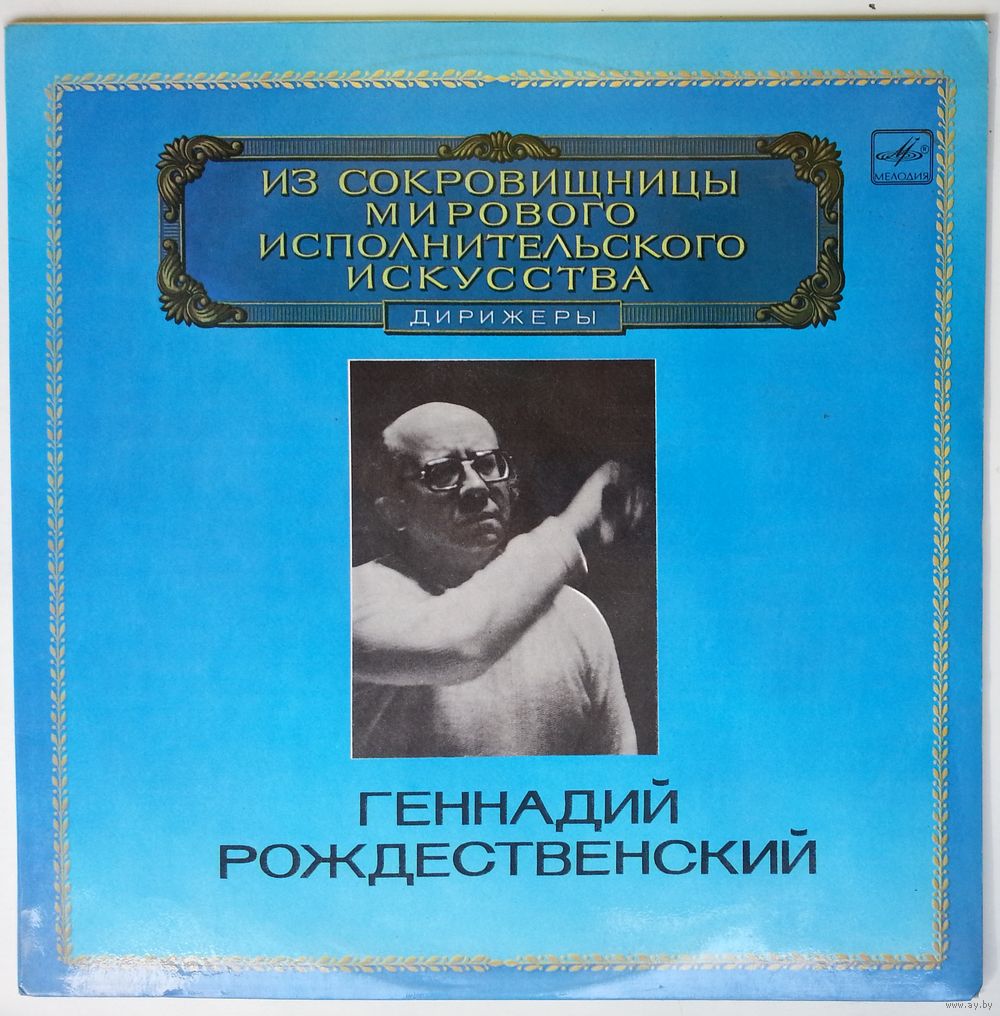 ИЗ СОКРОВИЩНИЦЫ
МИРОВОГО
ИСПОЛНИТЕЛЬСКОГО
ИСКУССТВА
ДИРИЖЕРЫ
МЕЛОДИЯ
ГЕННАДИЙ
РОЖДЕСТВЕНСКИЙ
www.ay.by